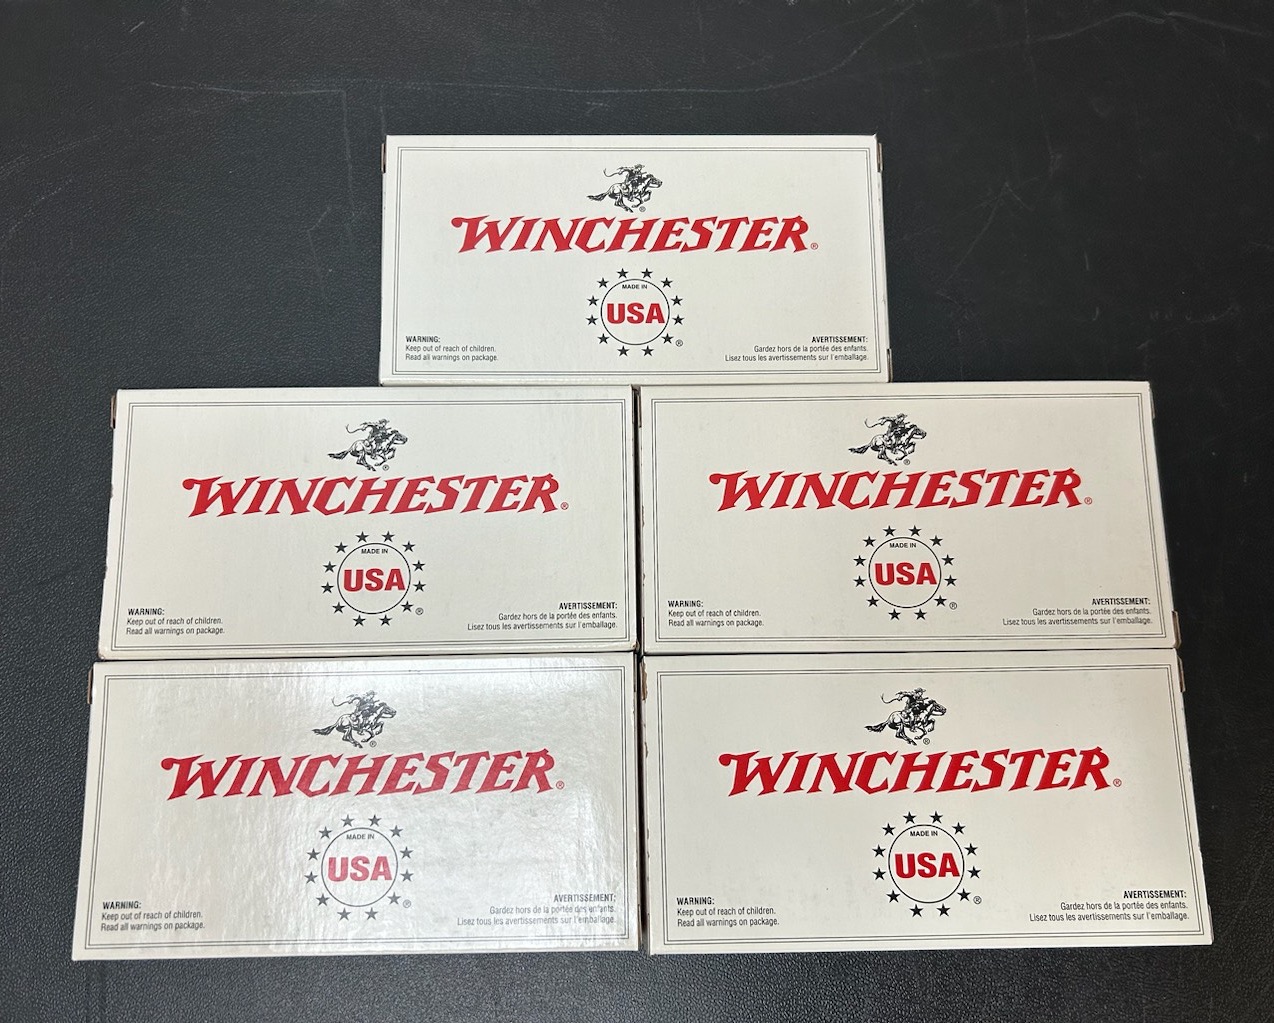 WINCHESTER®
MADE IN
USA
®
WARNING:
Keep out of reach of children.
Read all warnings on package.
AVERTISSEMENT:
Gardez hors de la portée des enfants.
Lisez tous les avertissements sur l'emballage.
WINCHESTER®
MADE IN
USA
®
WARNING:
Keep out of reach of children.
Read all warnings on package.
AVERTISSEMENT:
Gardez hors de la portée des enfants.
Lisez tous les avertissements sur l'emballage.
WINCHESTER®
MADE IN
USA
®
WARNING:
Keep out of reach of children.
Read all warnings on package.
AVERTISSEMENT:
Gardez hors de la portée des enfants.
Lisez tous les avertissements sur l'emballage.
WINCHESTER®
MADE IN
USA
®
WARNING:
Keep out of reach of children.
Read all warnings on package.
AVERTISSEMENT:
Gardez hors de la portée des enfants.
Lisez tous les avertissements sur l'emballage.
WINCHESTER®
MADE IN
USA
®
WARNING:
Keep out of reach of children.
Read all warnings on package.
AVERTISSEMENT:
Gardez hors de la portée des enfants.
Lisez tous les avertissements sur l'emballage.